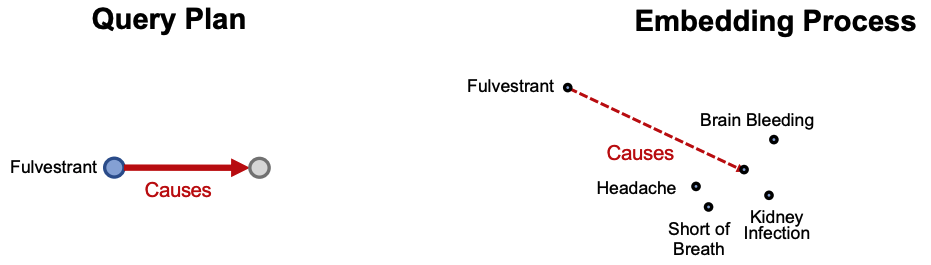 Query Plan
Fulvestrant
Causes
Embedding Process
Fulvestrant
Causes
Brain Bleeding
Headache
Short of
Breath
Kidney
Infection